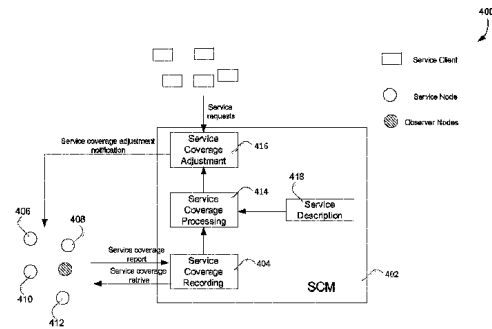 400
Service Client
Service Node
Observer Nodes
Service
requests
Service coverage adjustment
notification
Service
Coverage
Adjustment
416
Service
Coverage
Processing
414
418
Service
Description
406
408
Service coverage
report
Service coverage
retrive
Service
Coverage
Recording
404
402
410
412
SCM